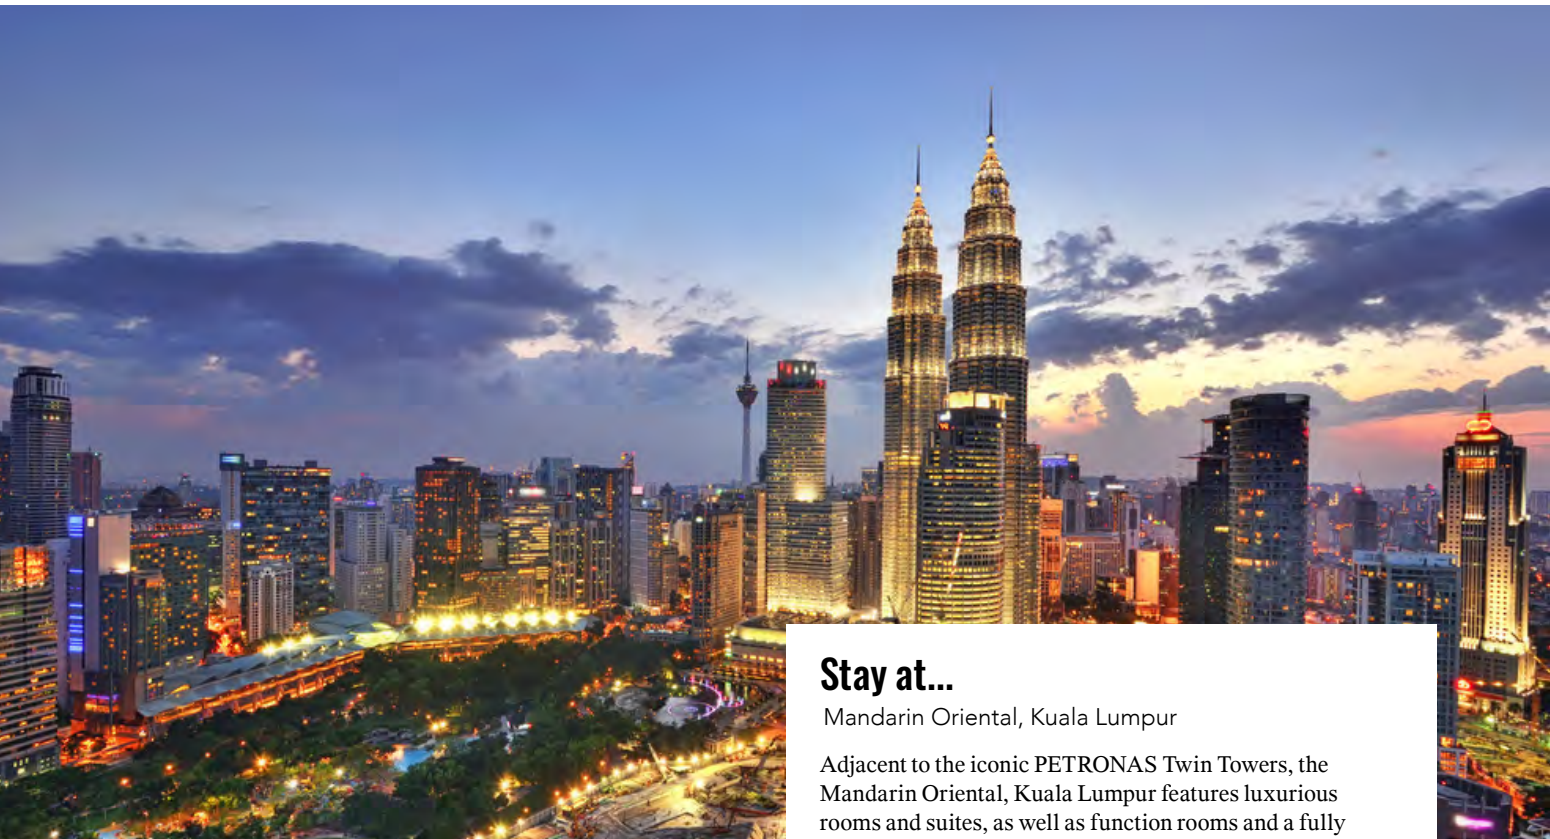 Stay at...
Mandarin Oriental, Kuala Lumpur
Adjacent to the iconic PETRONAS Twin Towers, the
Mandarin Oriental, Kuala Lumpur features luxurious
rooms and suites, as well as function rooms and a fully